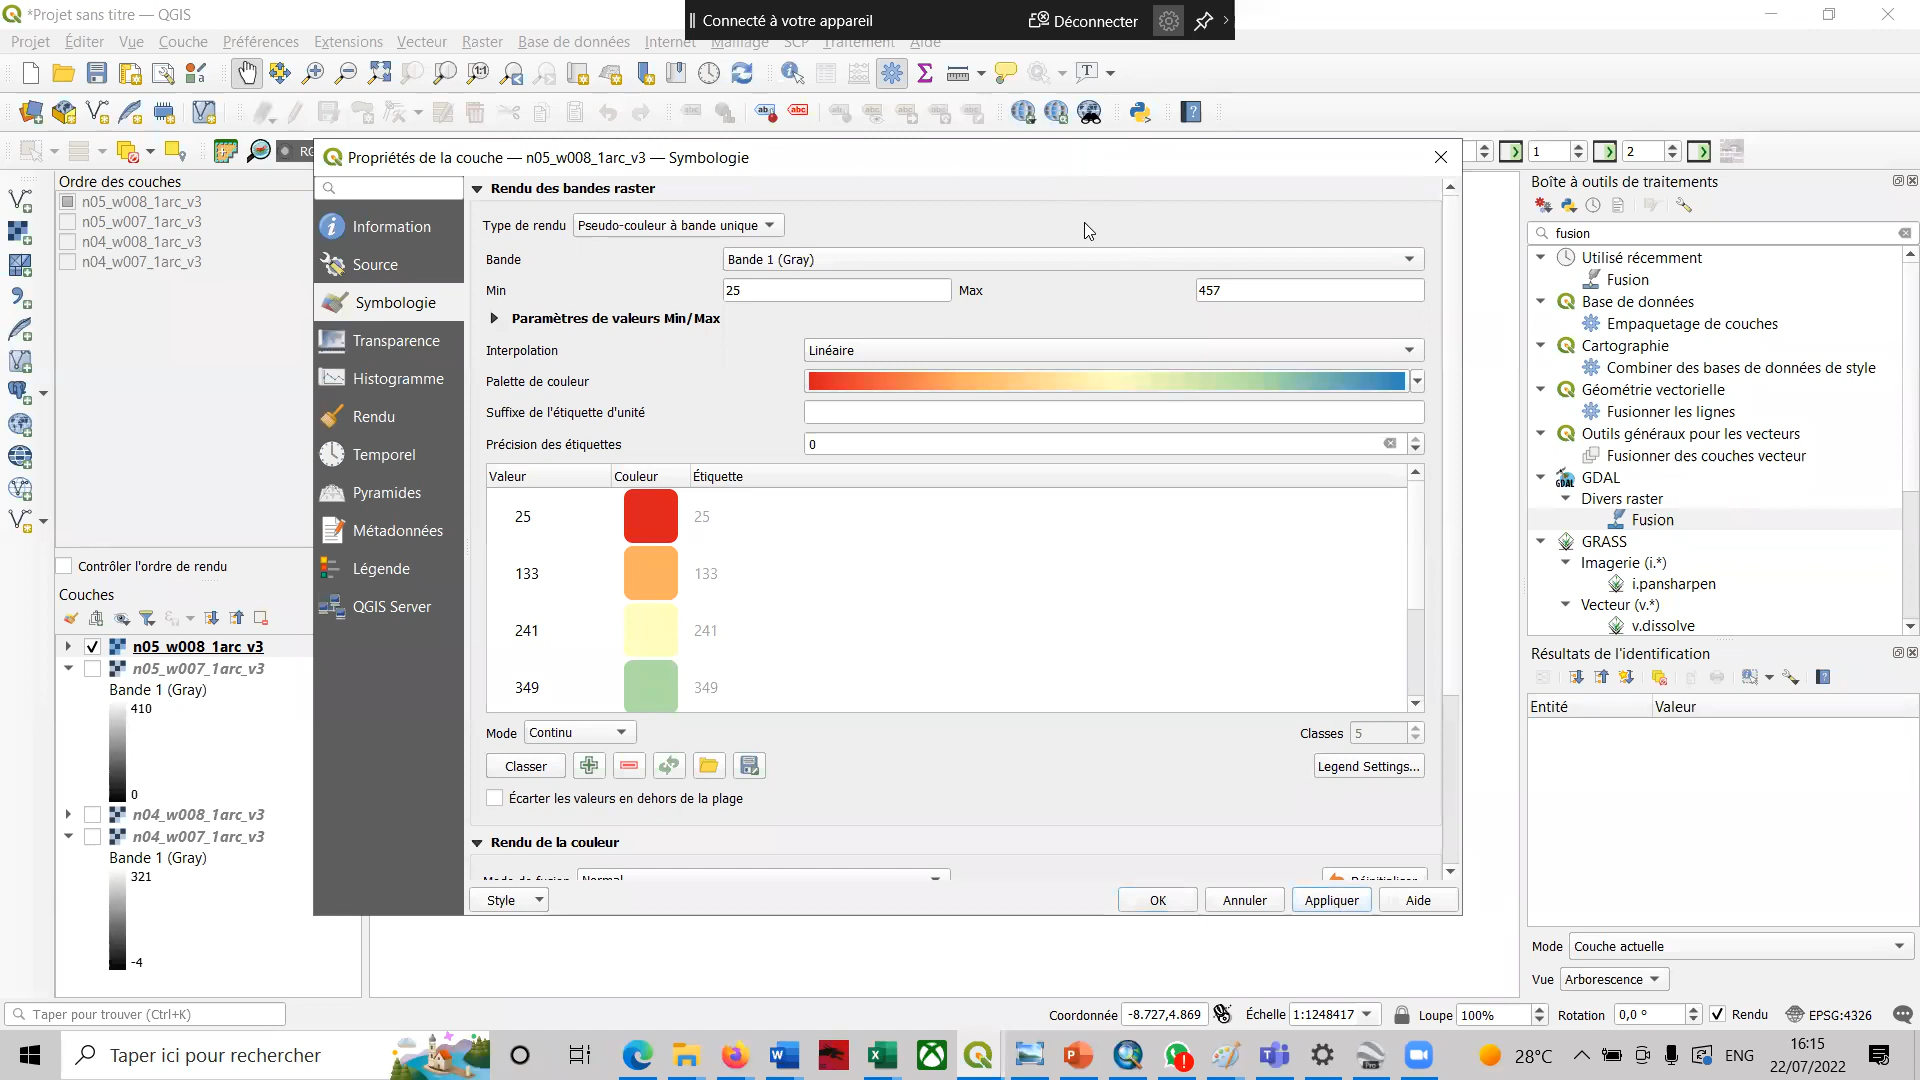 *Projet sans titre — QGIS
Connecté à votre appareil
Déconnecter
Projet Éditer Vue Couche Préférences Extensions Vecteur Raster Base de données Internet Maillage SCP Traitement Aide
1
2
Propriétés de la couche — n05_w008_1arc_v3 — Symbologie
Ordre des couches
n05_w008_1arc_v3
n05_w007_1arc_v3
n04_w008_1arc_v3
n04_w007_1arc_v3
Contrôler l'ordre de rendu
Couches
n05_w008_1arc_v3
n05_w007_1arc_v3
Bande 1 (Gray)
410
0
n04_w008_1arc_v3
n04_w007_1arc_v3
Bande 1 (Gray)
321
-4
Information
Source
Symbologie
Transparence
Histogramme
Rendu
Temporel
Pyramides
Métadonnées
Légende
QGIS Server
Rendu des bandes raster
Type de rendu Pseudo-couleur à bande unique
Bande Bande 1 (Gray)
Min 25 Max 457
Paramètres de valeurs Min/Max
Interpolation Linéaire
Palette de couleur
Suffixe de l'étiquette d'unité
Précision des étiquettes 0
Valeur Couleur Étiquette
25 25
133 133
241 241
349 349
Mode Continu Classes 5
Classer Legend Settings...
Écarter les valeurs en dehors de la plage
Rendu de la couleur
Mode de fusion Normal Réinitialiser
Style OK Annuler Appliquer Aide
Boîte à outils de traitements
fusion
Utilisé récemment
Fusion
Base de données
Empaquetage de couches
Cartographie
Combiner des bases de données de style
Géométrie vectorielle
Fusionner les lignes
Outils généraux pour les vecteurs
Fusionner des couches vecteur
GDAL
Divers raster
Fusion
GRASS
Imagerie (i.*)
i.pansharpen
Vecteur (v.*)
v.dissolve
Résultats de l'identification
Entité Valeur
Mode Couche actuelle
Vue Arborescence
Taper pour trouver (Ctrl+K)
Coordonnée -8.727,4.869 Échelle 1:1248417 Loupe 100% Rotation 0,0 ° Rendu EPSG:4326
Taper ici pour rechercher
28°C ENG 16:15
22/07/2022